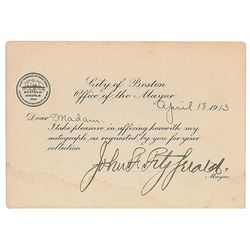 City of Boston
Office of the Mayor
April 18 1913
Dear Madam:
I take pleasure in affixing herewith my
autograph as requested by you for your
collection
John F. Fitzgerald
Mayor.